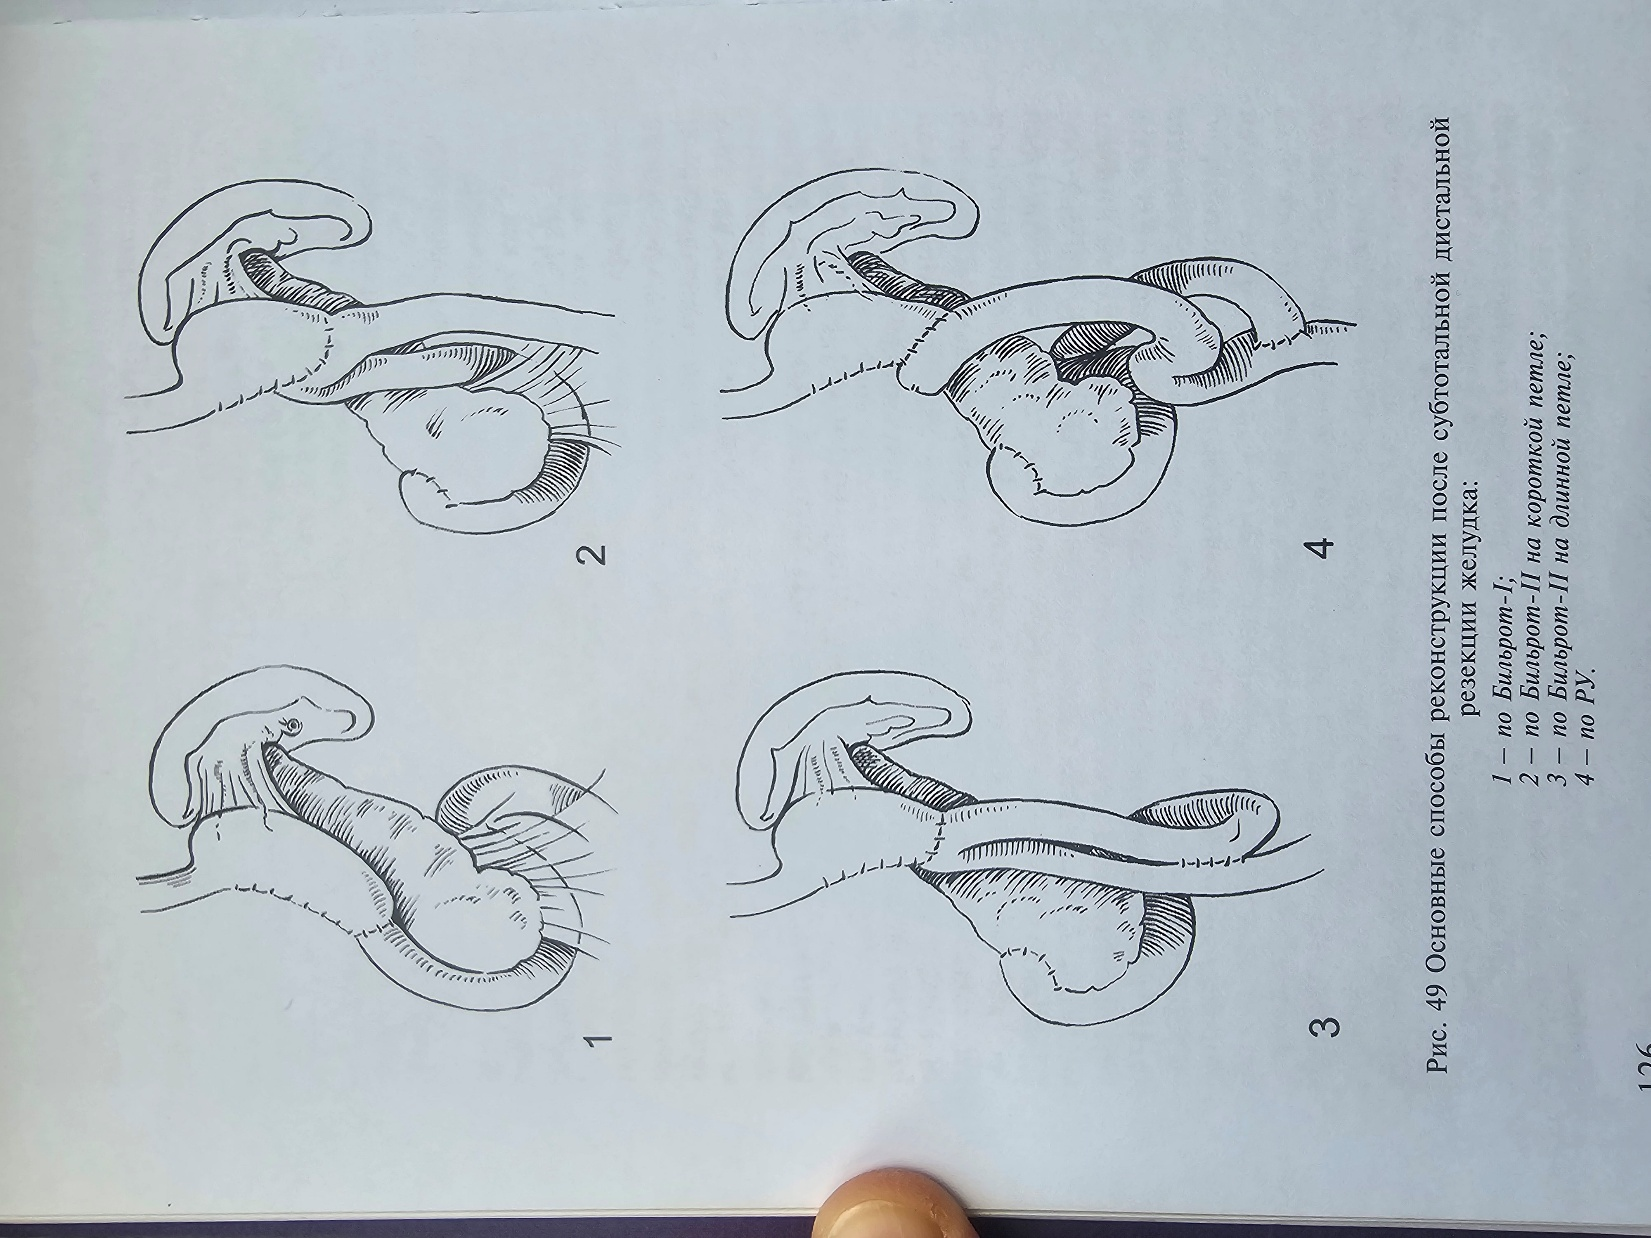 1
2
3
4
Рис. 49 Основные способы реконструкции после субтотальной дистальной
резекции желудка:
1 – по Бильрот-I;
2 – по Бильрот-II на короткой петле;
3 – по Бильрот-II на длинной петле;
4 – по РУ.
126